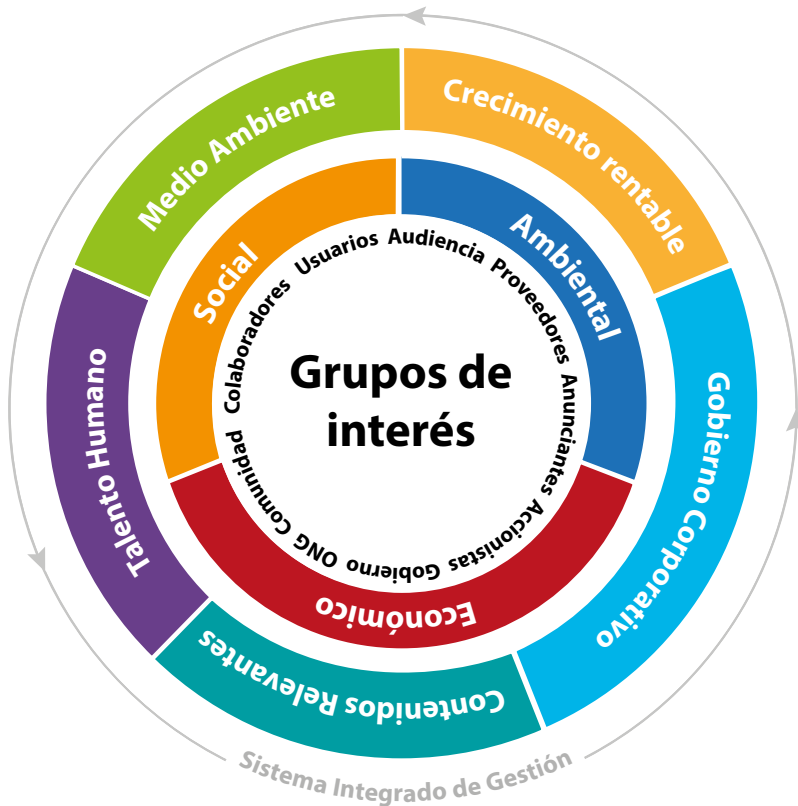 Medio Ambiente
Crecimiento rentable
Gobierno Corporativo
Contenidos Relevantes
Talento Humano
Social
Ambiental
Económico
Colaboradores
Usuarios
Audiencia
Proveedores
Anunciantes
Accionistas
Gobierno
ONG
Comunidad
Grupos de
interés
Sistema Integrado de Gestión